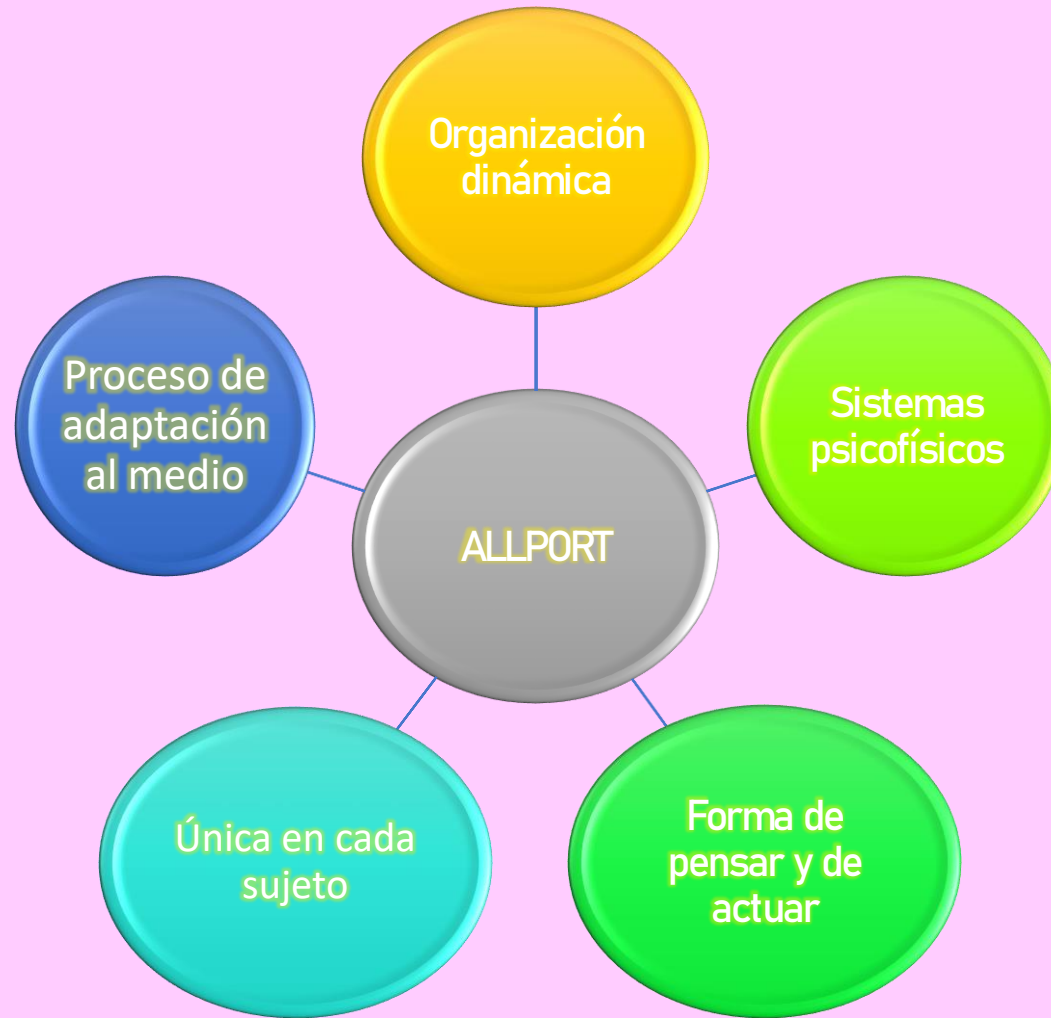 Organización
dinámica
Sistemas
psicofísicos
Forma de
pensar y de
actuar
Única en cada
sujeto
Proceso de
adaptación
al medio
ALLPORT